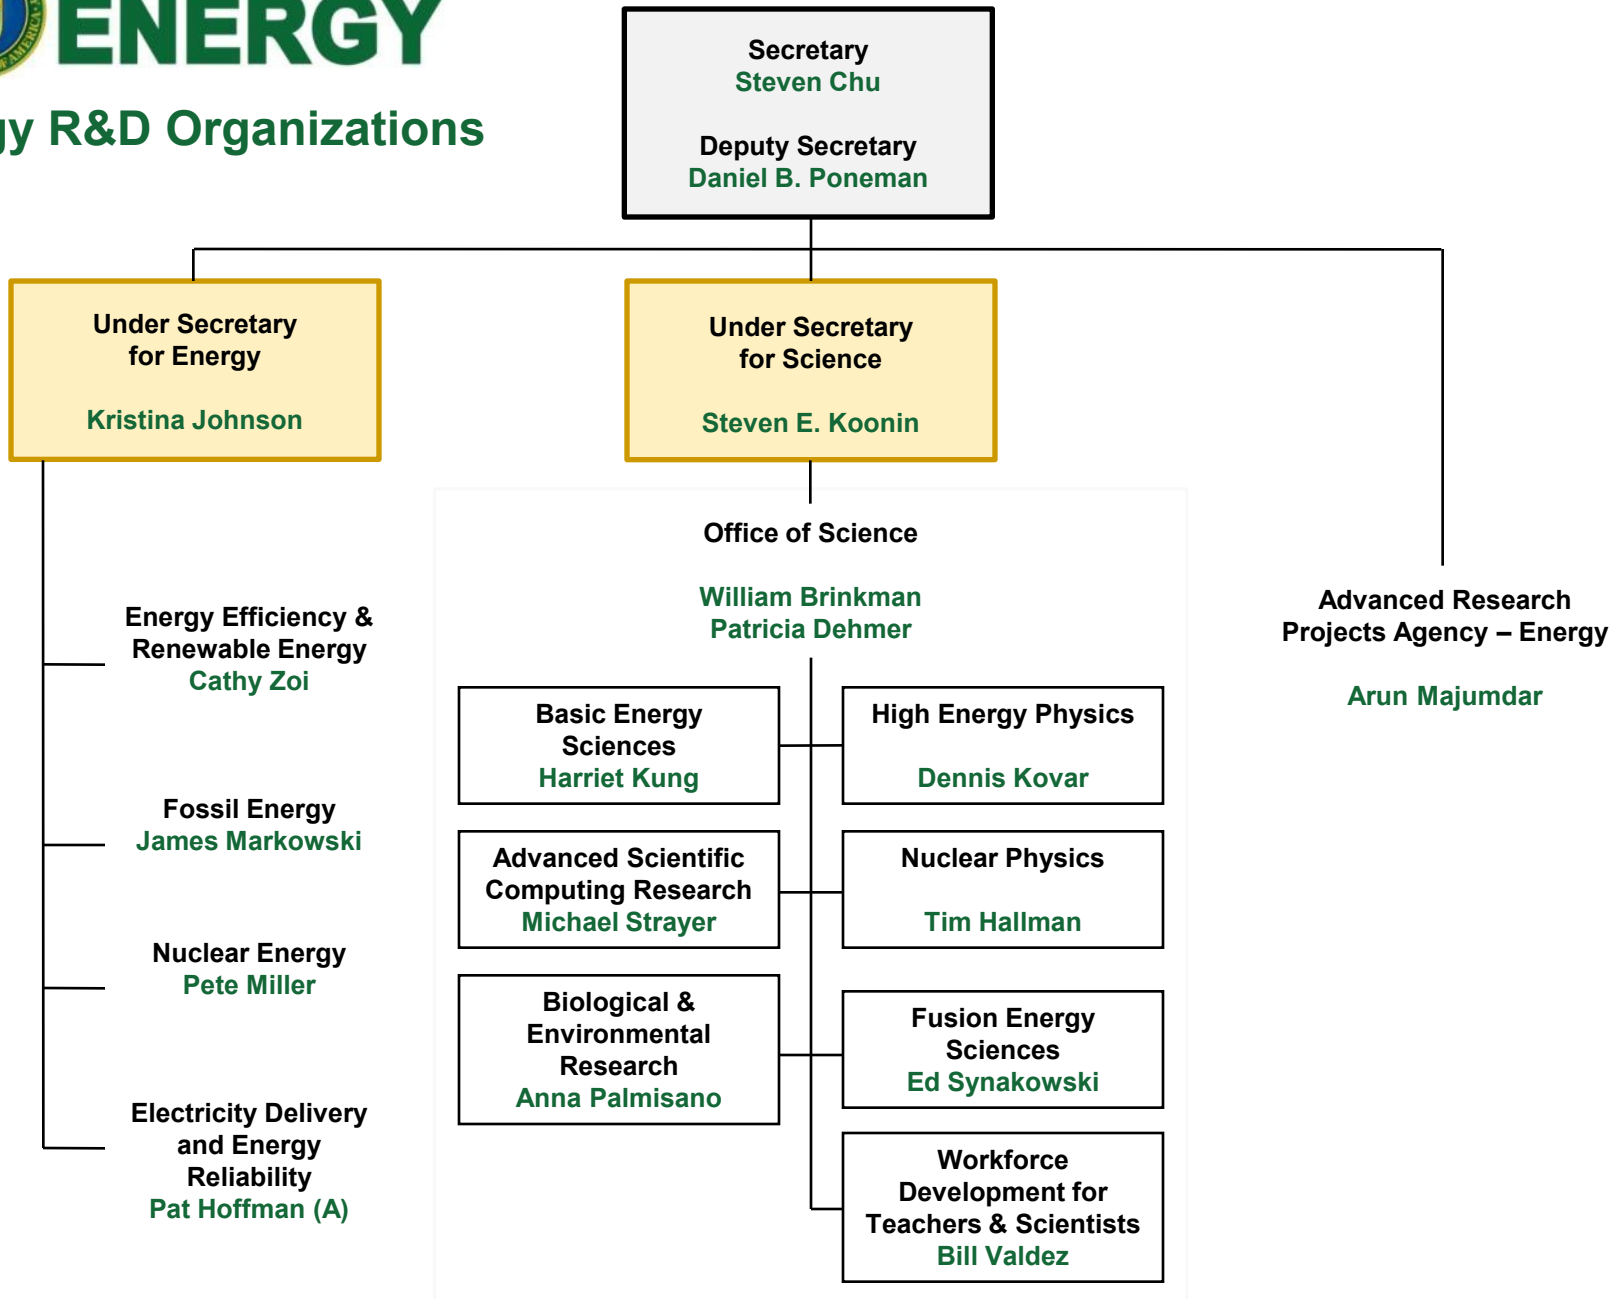 ENERGY
gy R&D Organizations
Secretary
Steven Chu
Deputy Secretary
Daniel B. Poneman
Under Secretary
for Energy
Kristina Johnson
Under Secretary
for Science
Steven E. Koonin
Energy Efficiency &
Renewable Energy
Cathy Zoi
Fossil Energy
James Markowski
Nuclear Energy
Pete Miller
Electricity Delivery
and Energy
Reliability
Pat Hoffman (A)
Office of Science
William Brinkman
Patricia Dehmer
Basic Energy
Sciences
Harriet Kung
High Energy Physics
Dennis Kovar
Advanced Scientific
Computing Research
Michael Strayer
Nuclear Physics
Tim Hallman
Biological &
Environmental
Research
Anna Palmisano
Fusion Energy
Sciences
Ed Synakowski
Workforce
Development for
Teachers & Scientists
Bill Valdez
Advanced Research
Projects Agency – Energy
Arun Majumdar